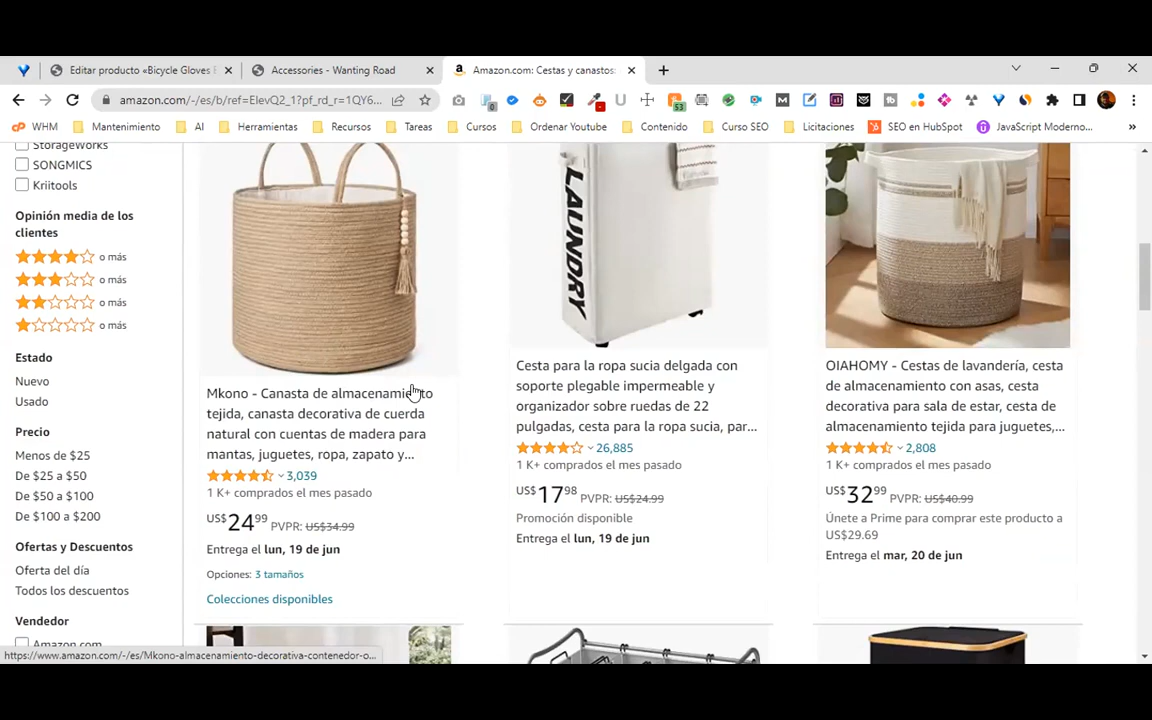 Editar producto «Bicycle Gloves E
Accessories - Wanting Road
Amazon.com: Cestas y canastos:
amazon.com/-/es/b/ref=ElevQ2_1?pf_rd_r=1QY6...
WHM
Mantenimiento
AI
Herramientas
Recursos
Tareas
Cursos
Ordenar Youtube
Contenido
Curso SEO
Licitaciones
SEO en HubSpot
JavaScript Moderno...
StorageWorks
SONGMICS
Kriitools
Opinión media de los
clientes
o más
o más
o más
o más
Estado
Nuevo
Usado
Precio
Menos de $25
De $25 a $50
De $50 a $100
De $100 a $200
Ofertas y Descuentos
Oferta del día
Todos los descuentos
Vendedor
Amazon.com
Mkono - Canasta de almacenamiento
tejida, canasta decorativa de cuerda
natural con cuentas de madera para
mantas, juguetes, ropa, zapato y...
3,039
1 K+ comprados el mes pasado
US$24.99 PVPR: US$34.99
Entrega el lun, 19 de jun
Opciones: 3 tamaños
Colecciones disponibles
LAUNDRY
Cesta para la ropa sucia delgada con
soporte plegable impermeable y
organizador sobre ruedas de 22
pulgadas, cesta para la ropa sucia, par...
26,885
1 K+ comprados el mes pasado
US$17.98 PVPR: US$24.99
Promoción disponible
Entrega el lun, 19 de jun
OIAHOMY - Cestas de lavandería, cesta
de almacenamiento con asas, cesta
decorativa para sala de estar, cesta de
almacenamiento tejida para juguetes,...
2,808
1 K+ comprados el mes pasado
US$32.99 PVPR: US$40.99
Únete a Prime para comprar este producto a
US$29.69
Entrega el mar, 20 de jun
https://www.amazon.com/-/es/Mkono-almacenamiento-decorativa-contenedor-o...